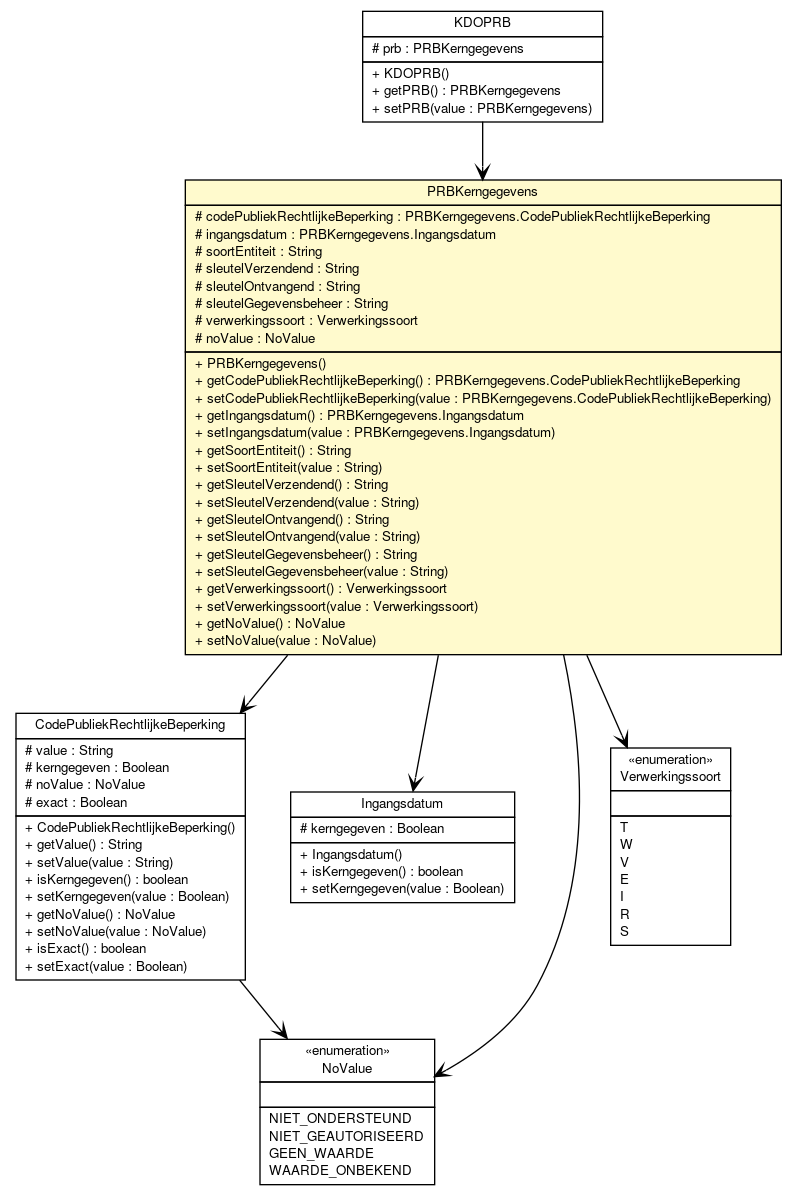 KDOPRB
# prb : PRBKerngegevens
+ KDOPRB()
+ getPRB() : PRBKerngegevens
+ setPRB(value : PRBKerngegevens)
PRBKerngegevens
# codePubliekRechtlijkeBeperking : PRBKerngegevens.CodePubliekRechtlijkeBeperking
# ingangsdatum : PRBKerngegevens.Ingangsdatum
# soortEntiteit : String
# sleutelVerzendend : String
# sleutelOntvangend : String
# sleutelGegevensbeheer : String
# verwerkingssoort : Verwerkingssoort
# noValue : NoValue
+ PRBKerngegevens()
+ getCodePubliekRechtlijkeBeperking() : PRBKerngegevens.CodePubliekRechtlijkeBeperking
+ setCodePubliekRechtlijkeBeperking(value : PRBKerngegevens.CodePubliekRechtlijkeBeperking)
+ getIngangsdatum() : PRBKerngegevens.Ingangsdatum
+ setIngangsdatum(value : PRBKerngegevens.Ingangsdatum)
+ getSoortEntiteit() : String
+ setSoortEntiteit(value : String)
+ getSleutelVerzendend() : String
+ setSleutelVerzendend(value : String)
+ getSleutelOntvangend() : String
+ setSleutelOntvangend(value : String)
+ getSleutelGegevensbeheer() : String
+ setSleutelGegevensbeheer(value : String)
+ getVerwerkingssoort() : Verwerkingssoort
+ setVerwerkingssoort(value : Verwerkingssoort)
+ getNoValue() : NoValue
+ setNoValue(value : NoValue)
CodePubliekRechtlijkeBeperking
# value : String
# kerngegeven : Boolean
# noValue : NoValue
# exact : Boolean
+ CodePubliekRechtlijkeBeperking()
+ getValue() : String
+ setValue(value : String)
+ isKerngegeven() : boolean
+ setKerngegeven(value : Boolean)
+ getNoValue() : NoValue
+ setNoValue(value : NoValue)
+ isExact() : boolean
+ setExact(value : Boolean)
Ingangsdatum
# kerngegeven : Boolean
+ Ingangsdatum()
+ isKerngegeven() : boolean
+ setKerngegeven(value : Boolean)
«enumeration»
Verwerkingssoort
T
W
V
E
I
R
S
«enumeration»
NoValue
NIET_ONDERSTEUND
NIET_GEAUTORISEERD
GEEN_WAARDE
WAARDE_ONBEKEND